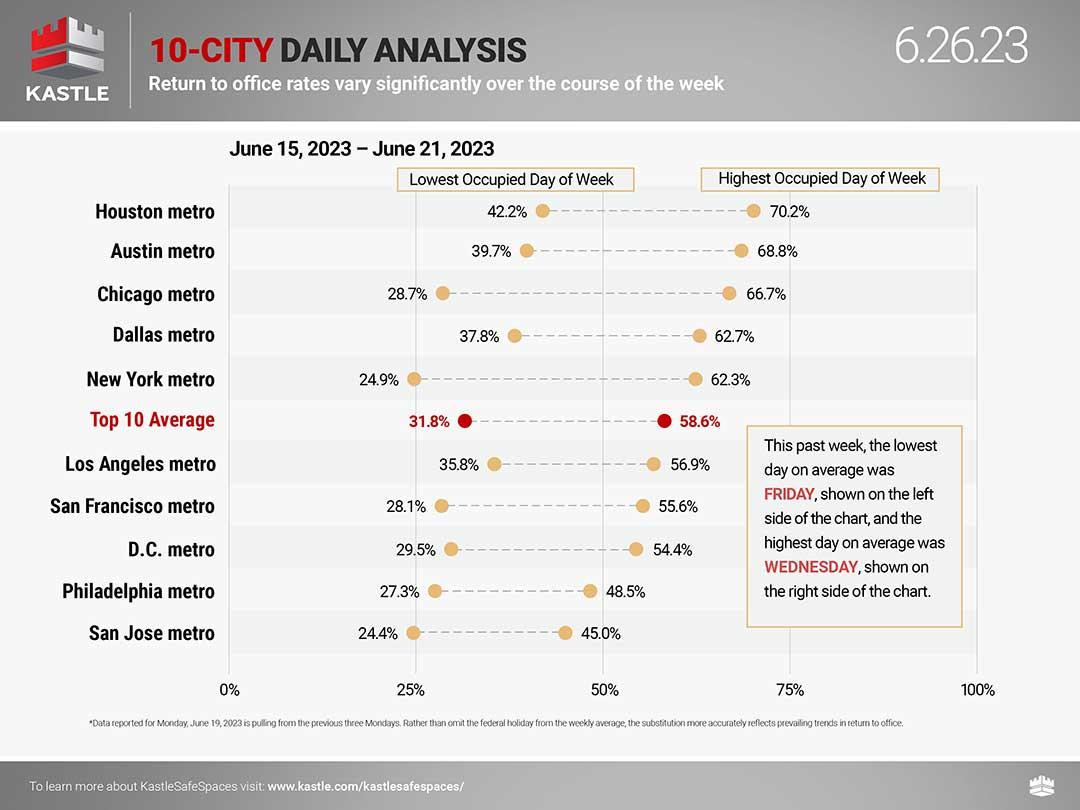 KASTLE
10-CITY DAILY ANALYSIS
Return to office rates vary significantly over the course of the week
6.26.23
June 15, 2023 – June 21, 2023
Lowest Occupied Day of Week
Highest Occupied Day of Week
Houston metro 42.2% 70.2%
Austin metro 39.7% 68.8%
Chicago metro 28.7% 66.7%
Dallas metro 37.8% 62.7%
New York metro 24.9% 62.3%
Top 10 Average 31.8% 58.6%
Los Angeles metro 35.8% 56.9%
San Francisco metro 28.1% 55.6%
D.C. metro 29.5% 54.4%
Philadelphia metro 27.3% 48.5%
San Jose metro 24.4% 45.0%
This past week, the lowest
day on average was
FRIDAY, shown on the left
side of the chart, and the
highest day on average was
WEDNESDAY, shown on
the right side of the chart.
0% 25% 50% 75% 100%
*Data reported for Monday, June 19, 2023 is pulling from the previous three Mondays. Rather than omit the federal holiday from the weekly average, the substitution more accurately reflects prevailing trends in return to office.
To learn more about KastleSafeSpaces visit: www.kastle.com/kastlesafespaces/